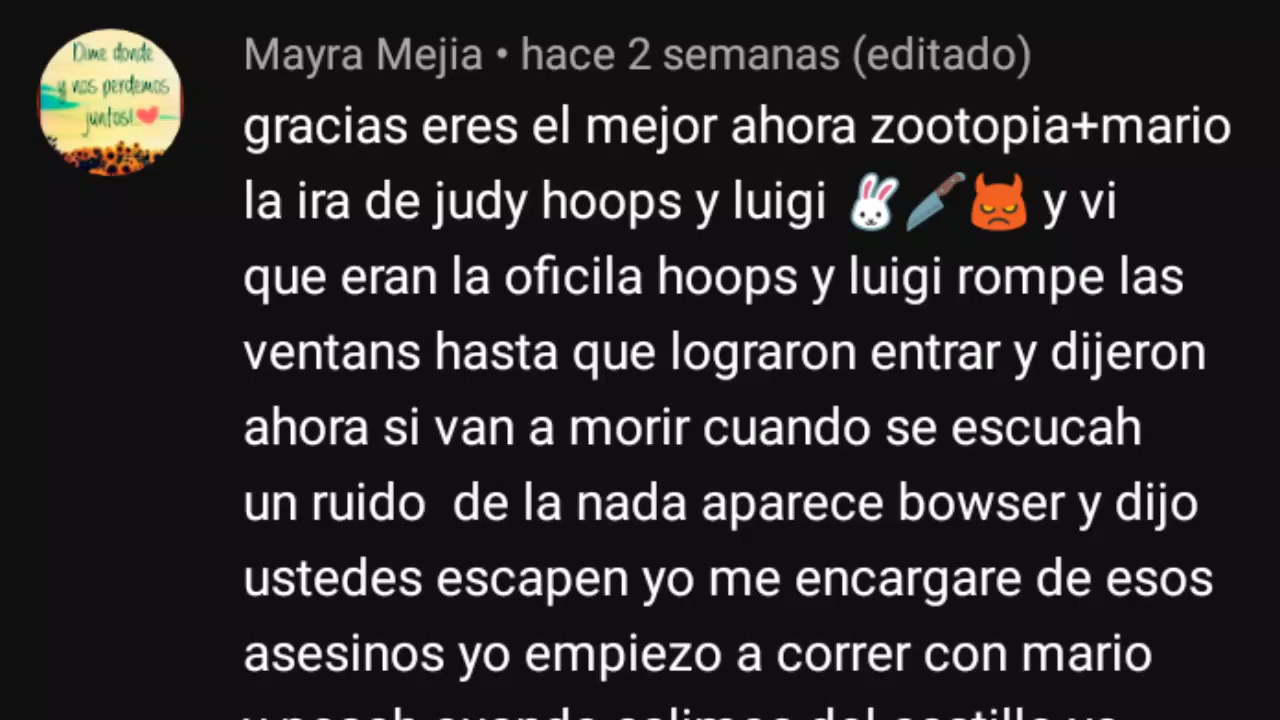 Dime donde
y nos perdemos
juntos!
Mayra Mejia • hace 2 semanas (editado)
gracias eres el mejor ahora zootopia+mario
la ira de judy hoops y luigi 🐰🔪👿 y vi
que eran la oficila hoops y luigi rompe las
ventans hasta que lograron entrar y dijeron
ahora si van a morir cuando se escucah
un ruido  de la nada aparece bowser y dijo
ustedes escapen yo me encargare de esos
asesinos yo empiezo a correr con mario